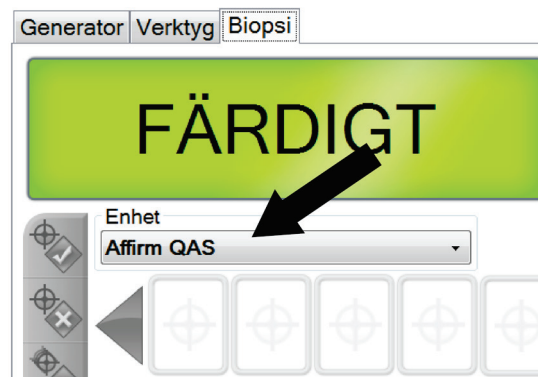 Generator Verktyg Biopsi
FÄRDIGT
Enhet
Affirm QAS